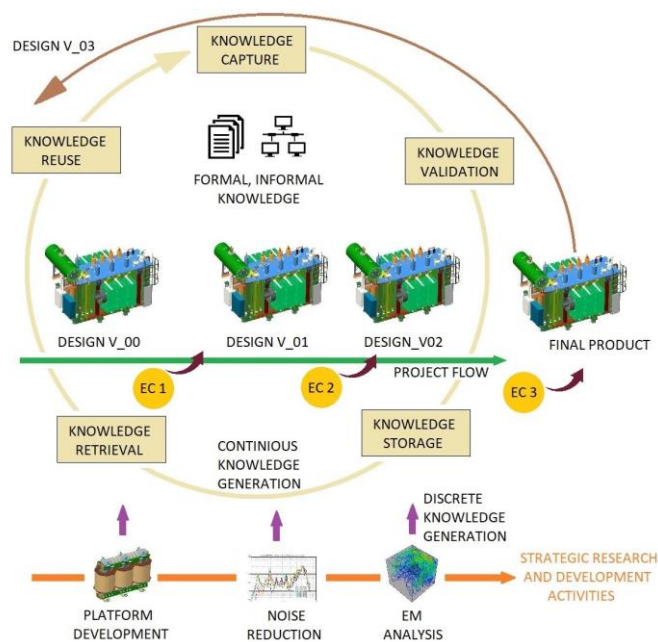 DESIGN V_03
KNOWLEDGE
CAPTURE
KNOWLEDGE
REUSE
KNOWLEDGE
VALIDATION
FORMAL, INFORMAL
KNOWLEDGE
DESIGN V_00
DESIGN V_01
DESIGN_V02
FINAL PRODUCT
PROJECT FLOW
EC 1
EC 2
EC 3
KNOWLEDGE
RETRIEVAL
KNOWLEDGE
STORAGE
CONTINIOUS
KNOWLEDGE
GENERATION
DISCRETE
KNOWLEDGE
GENERATION
STRATEGIC RESEARCH
AND DEVELOPMENT
ACTIVITIES
PLATFORM
DEVELOPMENT
NOISE
REDUCTION
EM
ANALYSIS